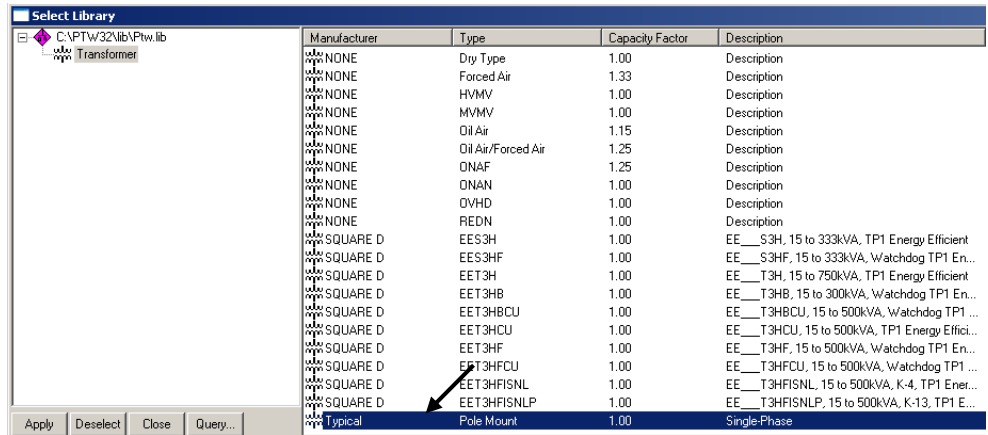 Select Library
C:\PTW32\lib\Ptw.lib
Transformer
Manufacturer Type Capacity Factor Description
NONE Dry Type 1.00 Description
NONE Forced Air 1.33 Description
NONE HVMV 1.00 Description
NONE MVMV 1.00 Description
NONE Oil Air 1.15 Description
NONE Oil Air/Forced Air 1.25 Description
NONE ONAF 1.25 Description
NONE ONAN 1.00 Description
NONE OVHD 1.00 Description
NONE REDN 1.00 Description
SQUARE D EES3H 1.00 EE___S3H, 15 to 333kVA, TP1 Energy Efficient
SQUARE D EES3HF 1.00 EE___S3HF, 15 to 333kVA, Watchdog TP1 En...
SQUARE D EET3H 1.00 EE___T3H, 15 to 750kVA, TP1 Energy Efficient
SQUARE D EET3HB 1.00 EE___T3HB, 15 to 300kVA, Watchdog TP1 En...
SQUARE D EET3HBCU 1.00 EE___T3HBCU, 15 to 500kVA, Watchdog TP1 ...
SQUARE D EET3HCU 1.00 EE___T3HCU, 15 to 500kVA, TP1 Energy Effici...
SQUARE D EET3HF 1.00 EE___T3HF, 15 to 500kVA, Watchdog TP1 En...
SQUARE D EET3HFCU 1.00 EE___T3HFCU, 15 to 500kVA, Watchdog TP1 ...
SQUARE D EET3HFISNL 1.00 EE___T3HFISNL, 15 to 500kVA, K-4, TP1 Ener...
SQUARE D EET3HFISNLP 1.00 EE___T3HFISNLP, 15 to 500kVA, K-13, TP1 E...
Typical Pole Mount 1.00 Single-Phase
Apply Deselect Close Query...